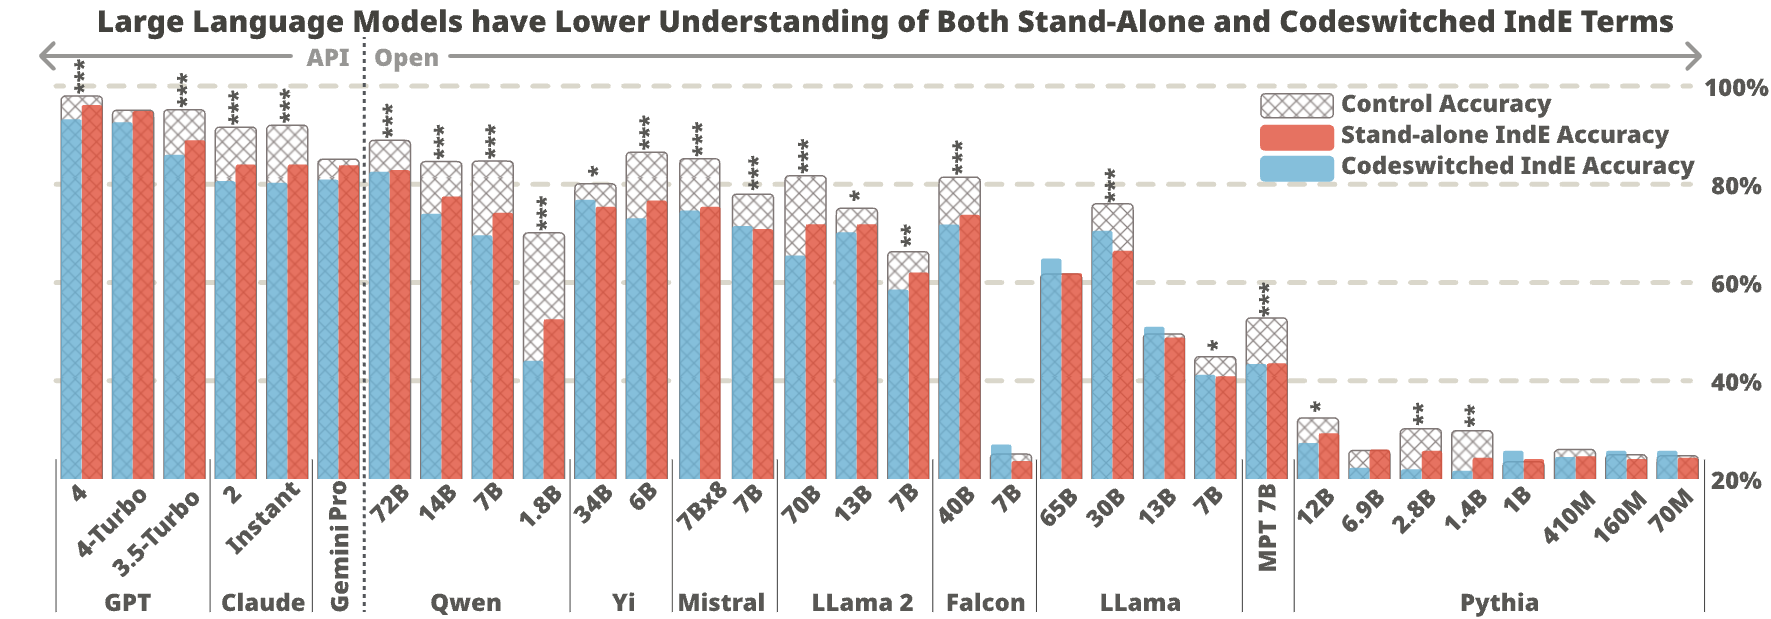 Large Language Models have Lower Understanding of Both Stand-Alone and Codeswitched IndE Terms
API Open
*** *** *** *** *** *** *** *** * *** *** *** *** * ** *** *** * *** * ** **
Control Accuracy
Stand-alone IndE Accuracy
Codeswitched IndE Accuracy
100%
80%
60%
40%
20%
4 4-Turbo 3.5-Turbo 2 Instant Gemini Pro 72B 14B 7B 1.8B 34B 6B 7Bx8 7B 70B 13B 7B 40B 7B 65B 30B 13B 7B MPT 7B 12B 6.9B 2.8B 1.4B 1B 410M 160M 70M
GPT Claude Qwen Yi Mistral LLama 2 Falcon LLama Pythia